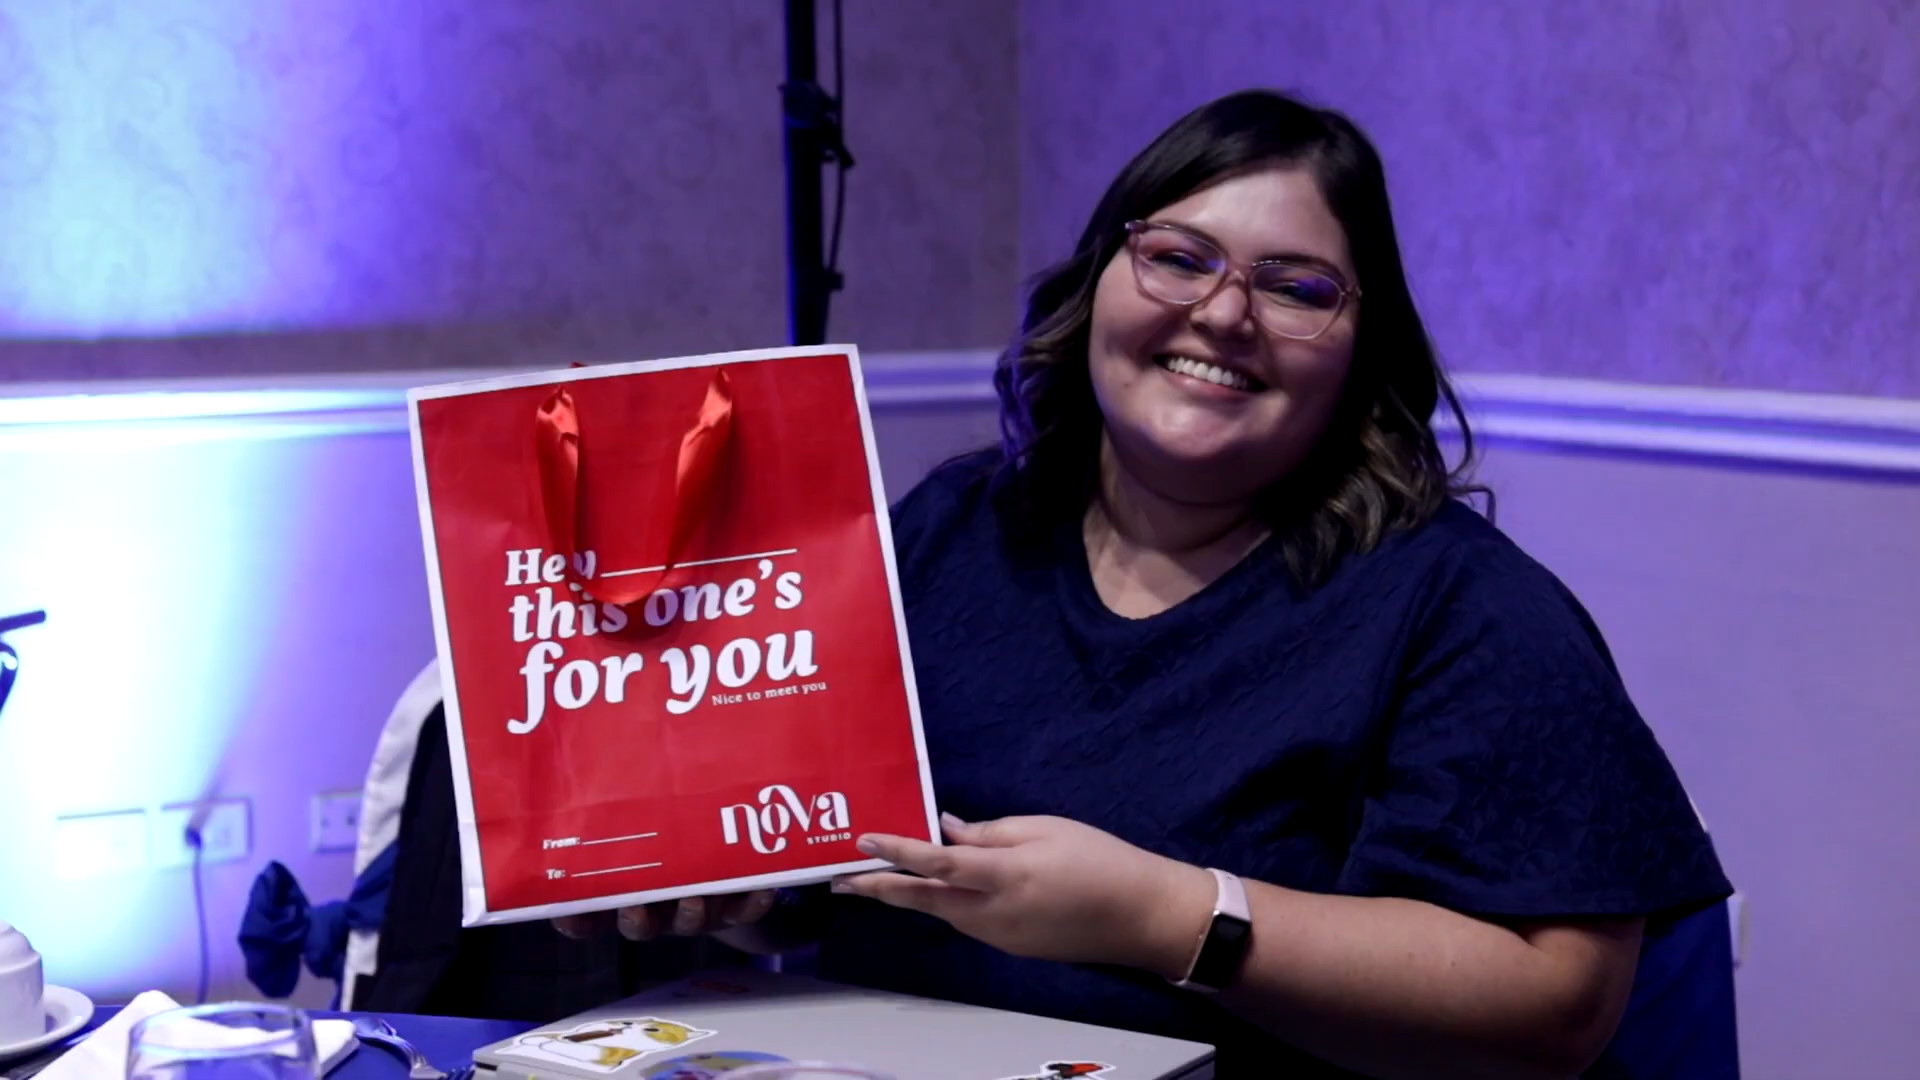 Hey
this one's
for you
Nice to meet you
nova
STUDIO
From:
To: